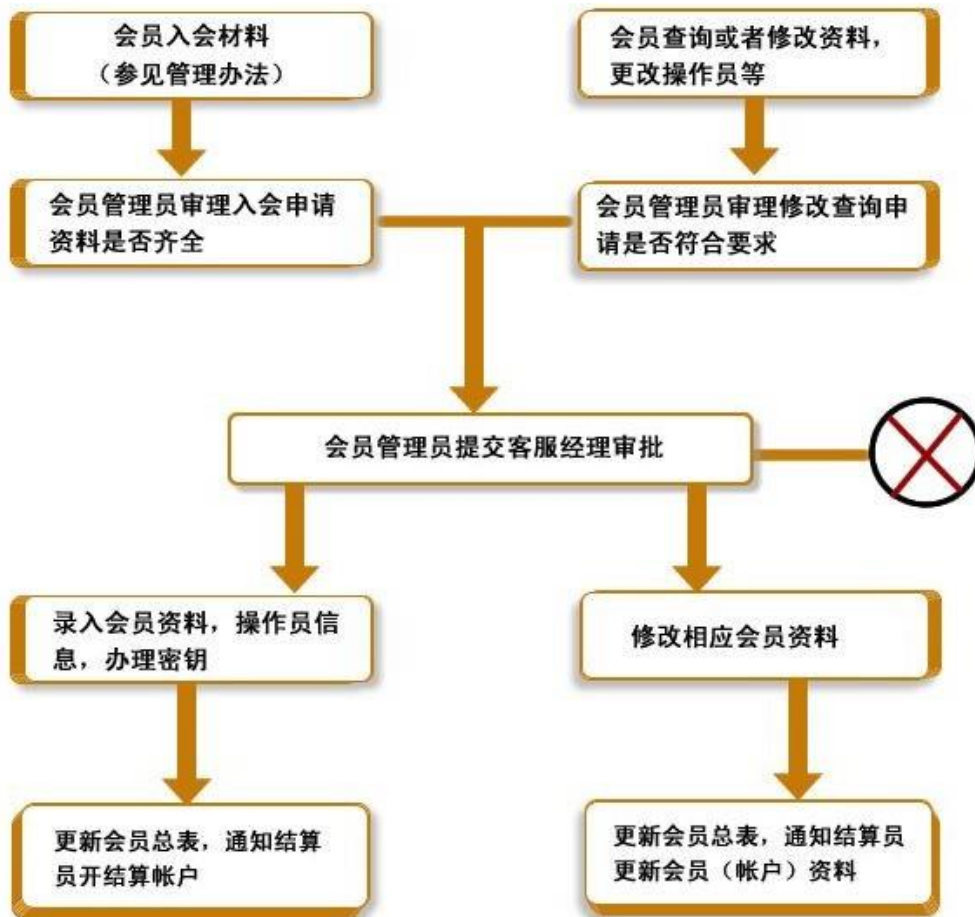 会员入会材料
（参见管理办法）
会员查询或者修改资料，
更改操作员等
会员管理员审理入会申请
资料是否齐全
会员管理员审理修改查询申
请是否符合要求
会员管理员提交客服经理审批
录入会员资料，操作员信
息，办理密钥
修改相应会员资料
更新会员总表，通知结算
员开结算帐户
更新会员总表，通知结算员
更新会员（帐户）资料